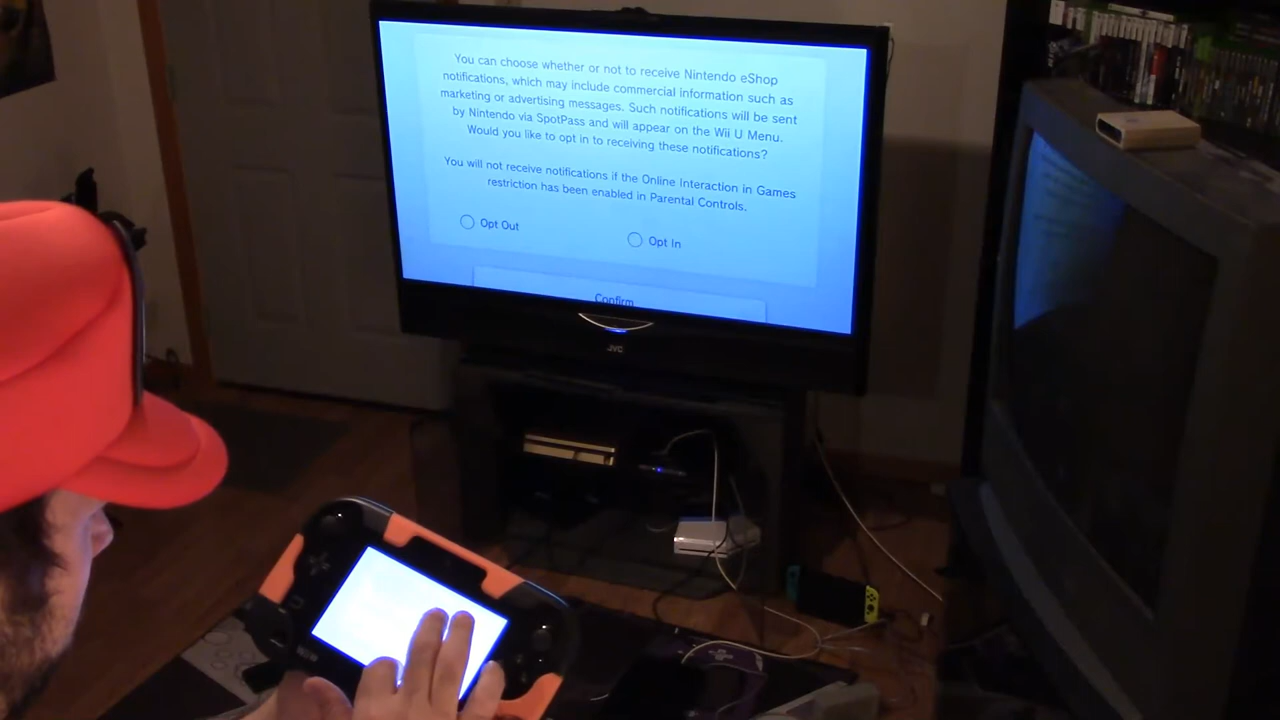 You can choose whether or not to receive Nintendo eShop
notifications, which may include commercial information such as
marketing or advertising messages. Such notifications will be sent
by Nintendo via SpotPass and will appear on the Wii U Menu.
Would you like to opt in to receiving these notifications?
You will not receive notifications if the Online Interaction in Games
restriction has been enabled in Parental Controls.
Opt Out
Opt In
Confirm
JVC